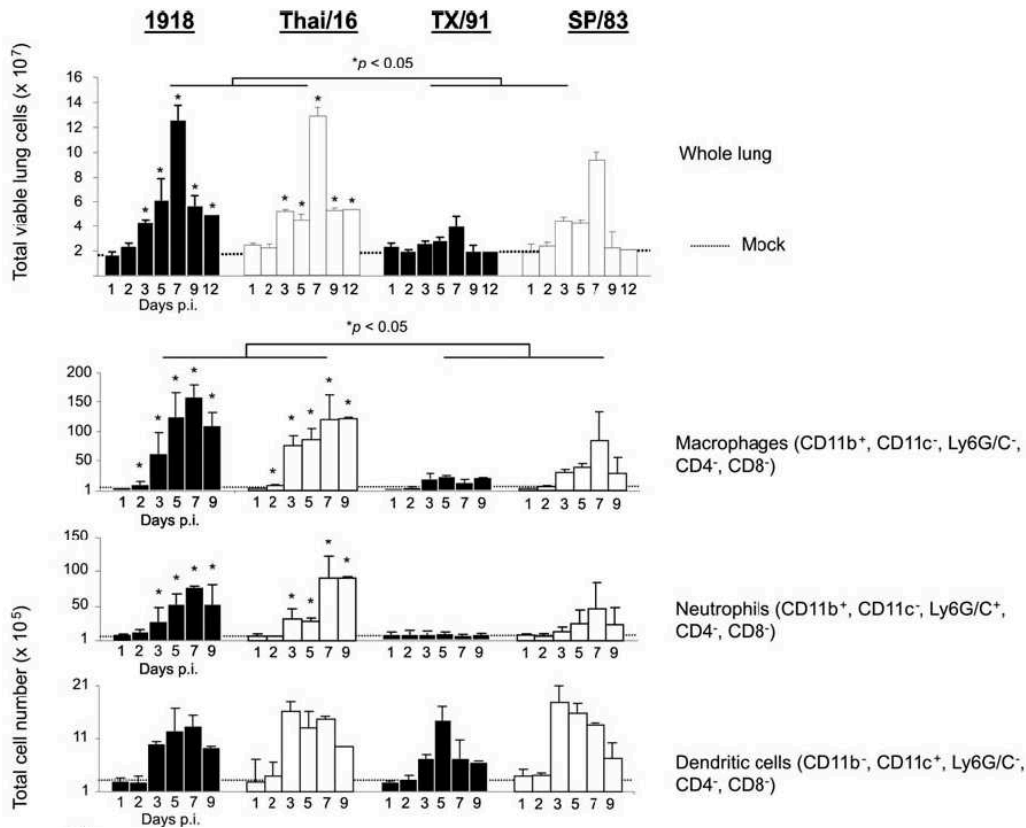 1918 Thai/16 TX/91 SP/83
*p < 0.05
Total viable lung cells (x 10⁷)
16
14
12
10
8
6
4
2
* * * * * *
* * * * *
Whole lung
Mock
1 2 3 5 7 9 12 1 2 3 5 7 9 12 1 2 3 5 7 9 12 1 2 3 5 7 9 12
Days p.i.
*p < 0.05
200
150
100
50
1
* * * * *
* * * * *
Macrophages (CD11b⁺, CD11c⁻, Ly6G/C⁻,
CD4⁻, CD8⁻)
1 2 3 5 7 9 1 2 3 5 7 9 1 2 3 5 7 9 1 2 3 5 7 9
Days p.i.
Total cell number (x 10⁵)
150
100
50
1
* * * *
* * * *
Neutrophils (CD11b⁺, CD11c⁻, Ly6G/C⁺,
CD4⁻, CD8⁻)
1 2 3 5 7 9 1 2 3 5 7 9 1 2 3 5 7 9 1 2 3 5 7 9
Days p.i.
21
11
1
Dendritic cells (CD11b⁻, CD11c⁺, Ly6G/C⁻,
CD4⁻, CD8⁻)
1 2 3 5 7 9 1 2 3 5 7 9 1 2 3 5 7 9 1 2 3 5 7 9
Days p.i.